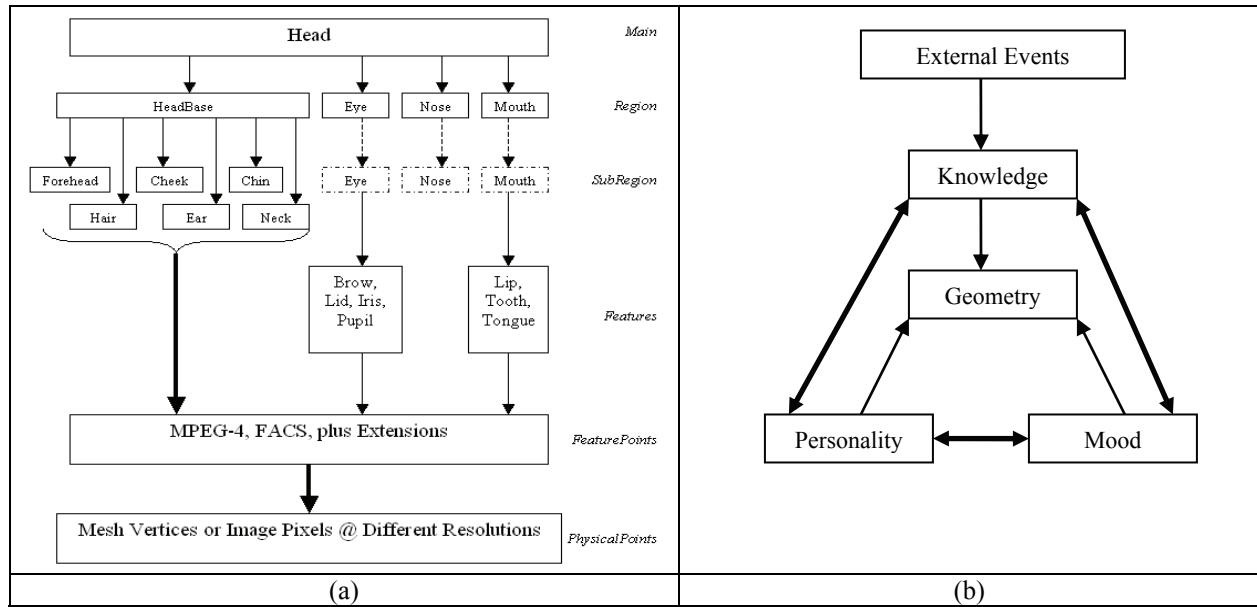 Head
Main
HeadBase
Eye
Nose
Mouth
Region
Forehead
Cheek
Chin
Eye
Nose
Mouth
SubRegion
Hair
Ear
Neck
Brow,
Lid, Iris,
Pupil
Lip,
Tooth,
Tongue
Features
MPEG-4, FACS, plus Extensions
FeaturePoints
Mesh Vertices or Image Pixels @ Different Resolutions
PhysicalPoints
(a)
External Events
Knowledge
Geometry
Personality
Mood
(b)